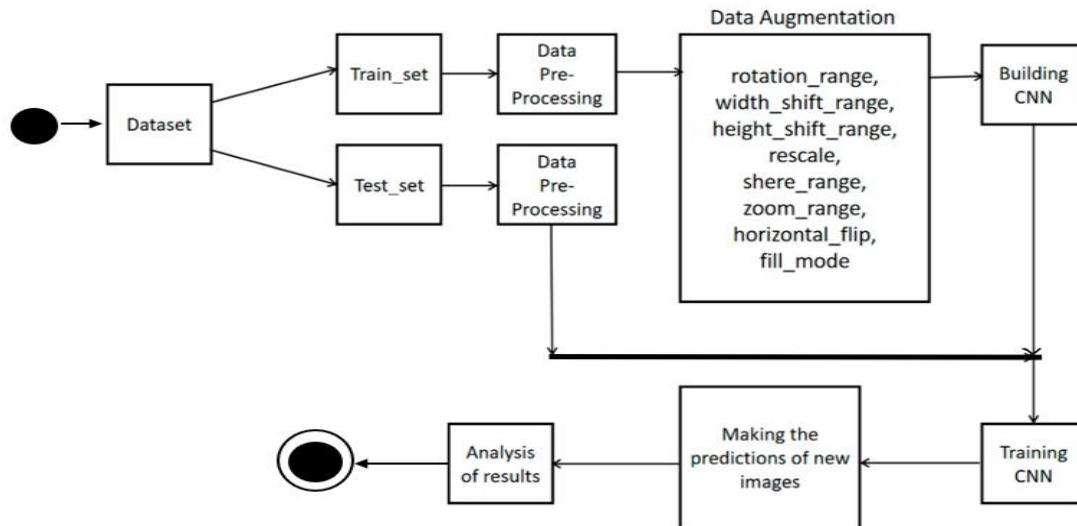 Data Augmentation
Dataset
Train_set
Data
Pre-
Processing
rotation_range,
width_shift_range,
height_shift_range,
rescale,
shere_range,
zoom_range,
horizontal_flip,
fill_mode
Building
CNN
Test_set
Data
Pre-
Processing
Analysis
of results
Making the
predictions of new
images
Training
CNN